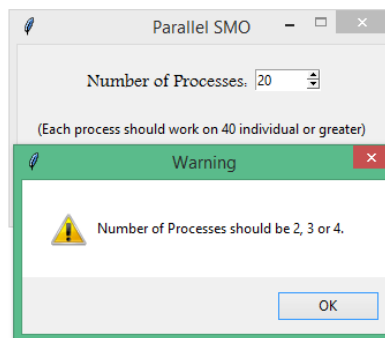 Parallel SMO
Number of Processes: 20
(Each process should work on 40 individual or greater)
Warning
Number of Processes should be 2, 3 or 4.
OK